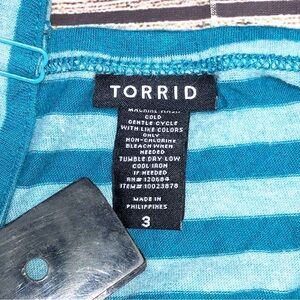 TORRID
MACHINE WASH
COLD
GENTLE CYCLE
WITH LIKE COLORS
ONLY
NON-CHLORINE
BLEACH WHEN
NEEDED
TUMBLE DRY LOW
COOL IRON
IF NEEDED
RN# 120684
ITEM# 10023878
MADE IN
PHILIPPINES
3